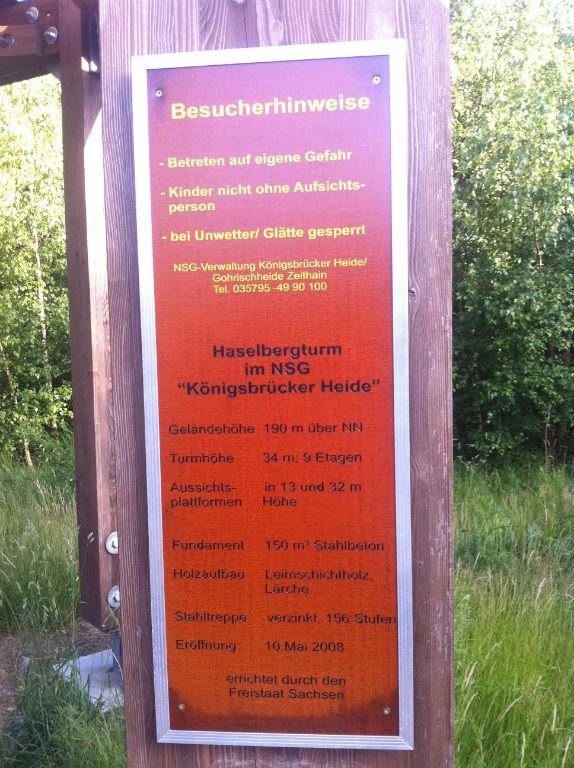 Besucherhinweise
- Betreten auf eigene Gefahr
- Kinder nicht ohne Aufsichts-
person
- bei Unwetter/ Glätte gesperrt
NSG-Verwaltung Königsbrücker Heide/
Gohrischheide Zeithain
Tel. 035795 -49 90 100
Haselbergturm
im NSG
“Königsbrücker Heide”
Geländehöhe 190 m über NN
Turmhöhe 34 m; 9 Etagen
Aussichts- in 13 und 32 m
plattformen Höhe
Fundament 150 m³ Stahlbeton
Holzaufbau Leimschichtholz,
Lärche
Stahltreppe verzinkt, 156 Stufen
Eröffnung: 10.Mai 2008
errichtet durch den
Freistaat Sachsen